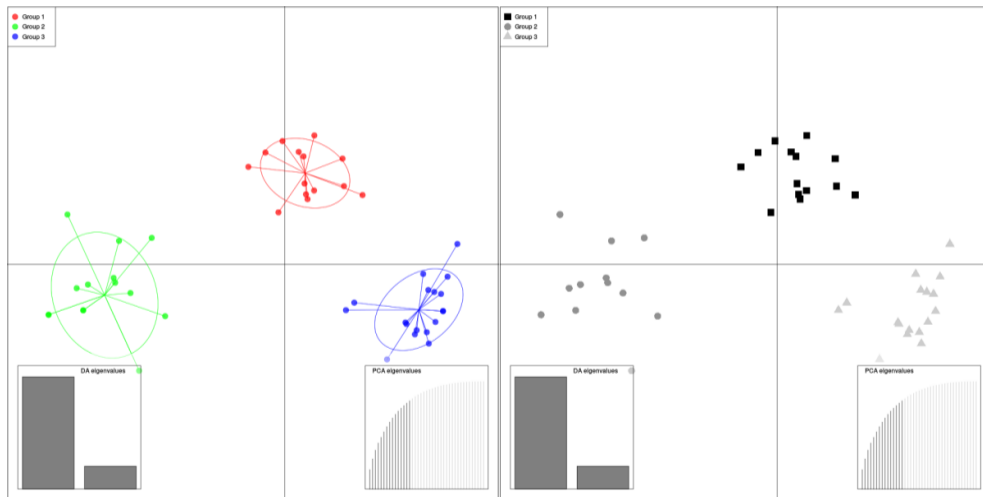 Group 1
Group 2
Group 3
DA eigenvalues
PCA eigenvalues
Group 1
Group 2
Group 3
DA eigenvalues
PCA eigenvalues